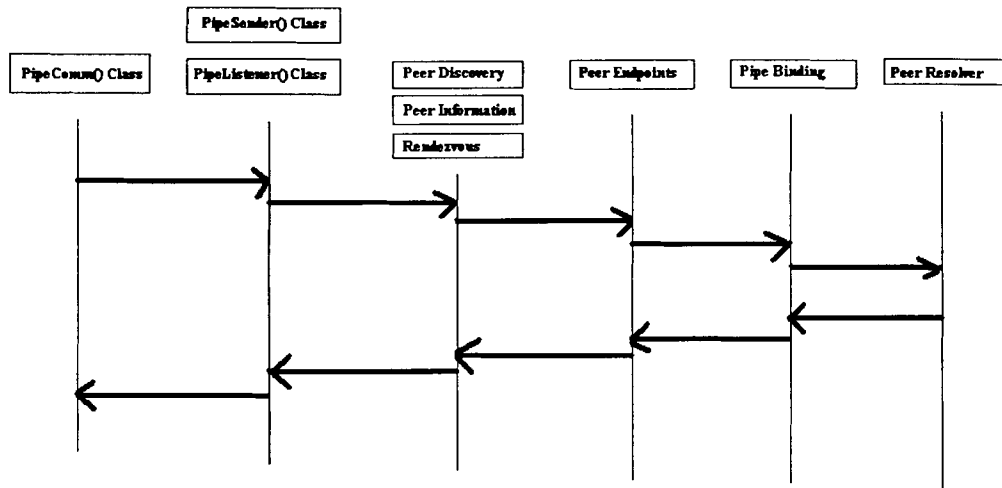 PipeSender() Class
PipeComm() Class
PipeListener() Class
Peer Discovery
Peer Endpoints
Pipe Binding
Peer Resolver
Peer Information
Rendezvous